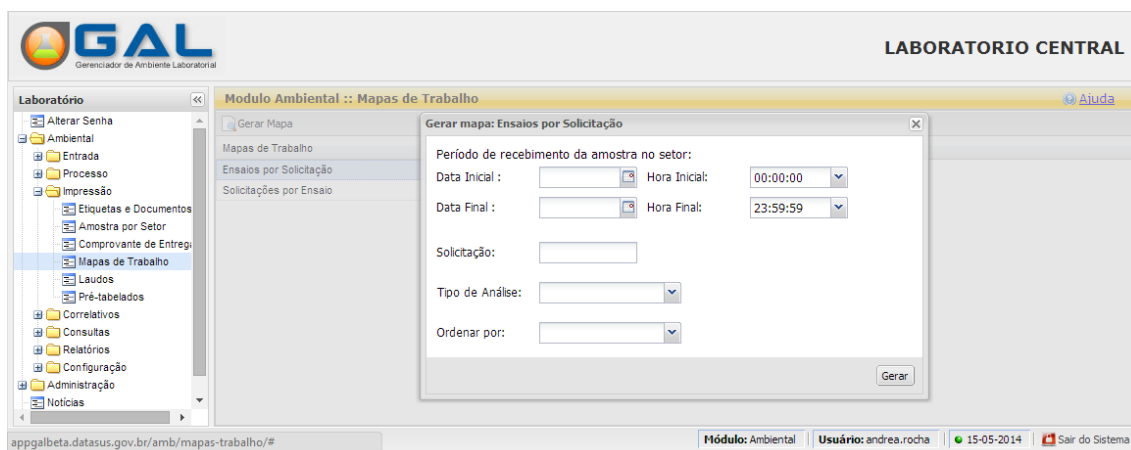 GAL
Gerenciador de Ambiente Laboratorial
LABORATORIO CENTRAL
Laboratório
Alterar Senha
Ambiental
Entrada
Processo
Impressão
Etiquetas e Documentos
Amostra por Setor
Comprovante de Entrega
Mapas de Trabalho
Laudos
Pré-tabelados
Correlativos
Consultas
Relatórios
Configuração
Administração
Notícias
Modulo Ambiental :: Mapas de Trabalho
Ajuda
Gerar Mapa
Mapas de Trabalho
Ensaios por Solicitação
Solicitações por Ensaio
Gerar mapa: Ensaios por Solicitação
Período de recebimento da amostra no setor:
Data Inicial : Hora Inicial: 00:00:00
Data Final : Hora Final: 23:59:59
Solicitação:
Tipo de Análise:
Ordenar por:
Gerar
appgalbeta.datasus.gov.br/amb/mapas-trabalho/#
Módulo: Ambiental Usuário: andrea.rocha 15-05-2014 Sair do Sistema